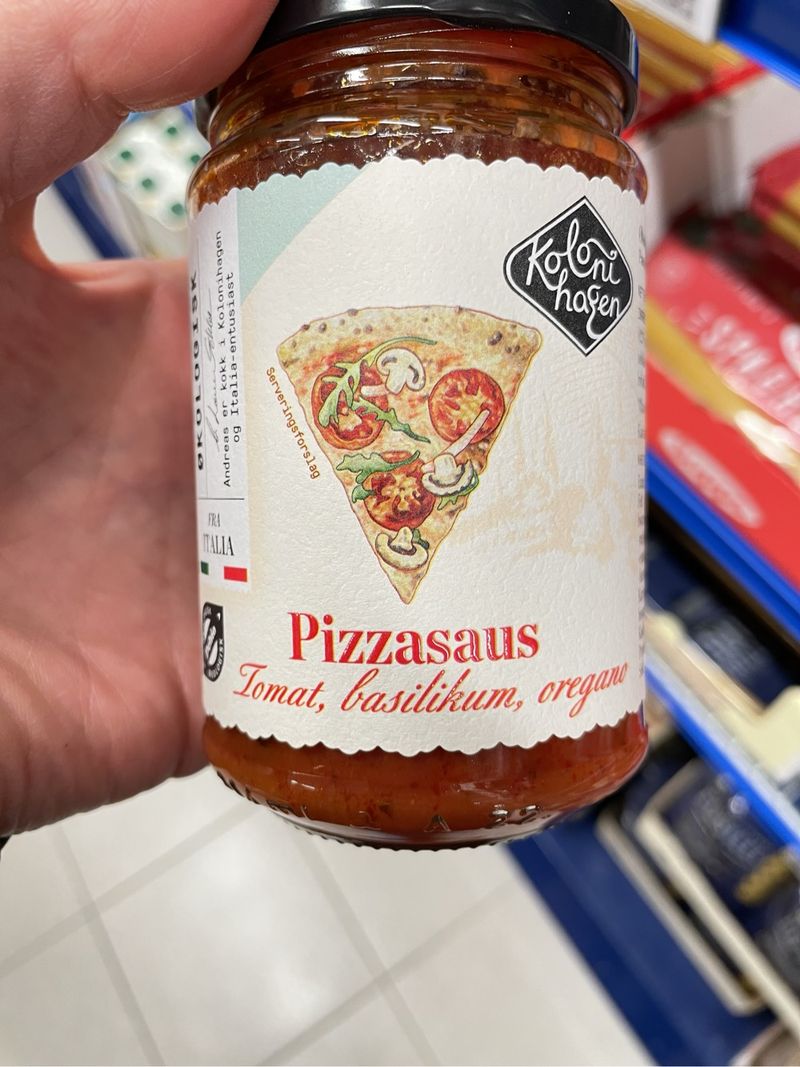 Koloni
hagen
ØKOLOGISK
Andreas er kokk i Kolonihagen
og Italia-entusiast
FRA
ITALIA
Serveringsforslag
Pizzasaus
Tomat, basilikum, oregano